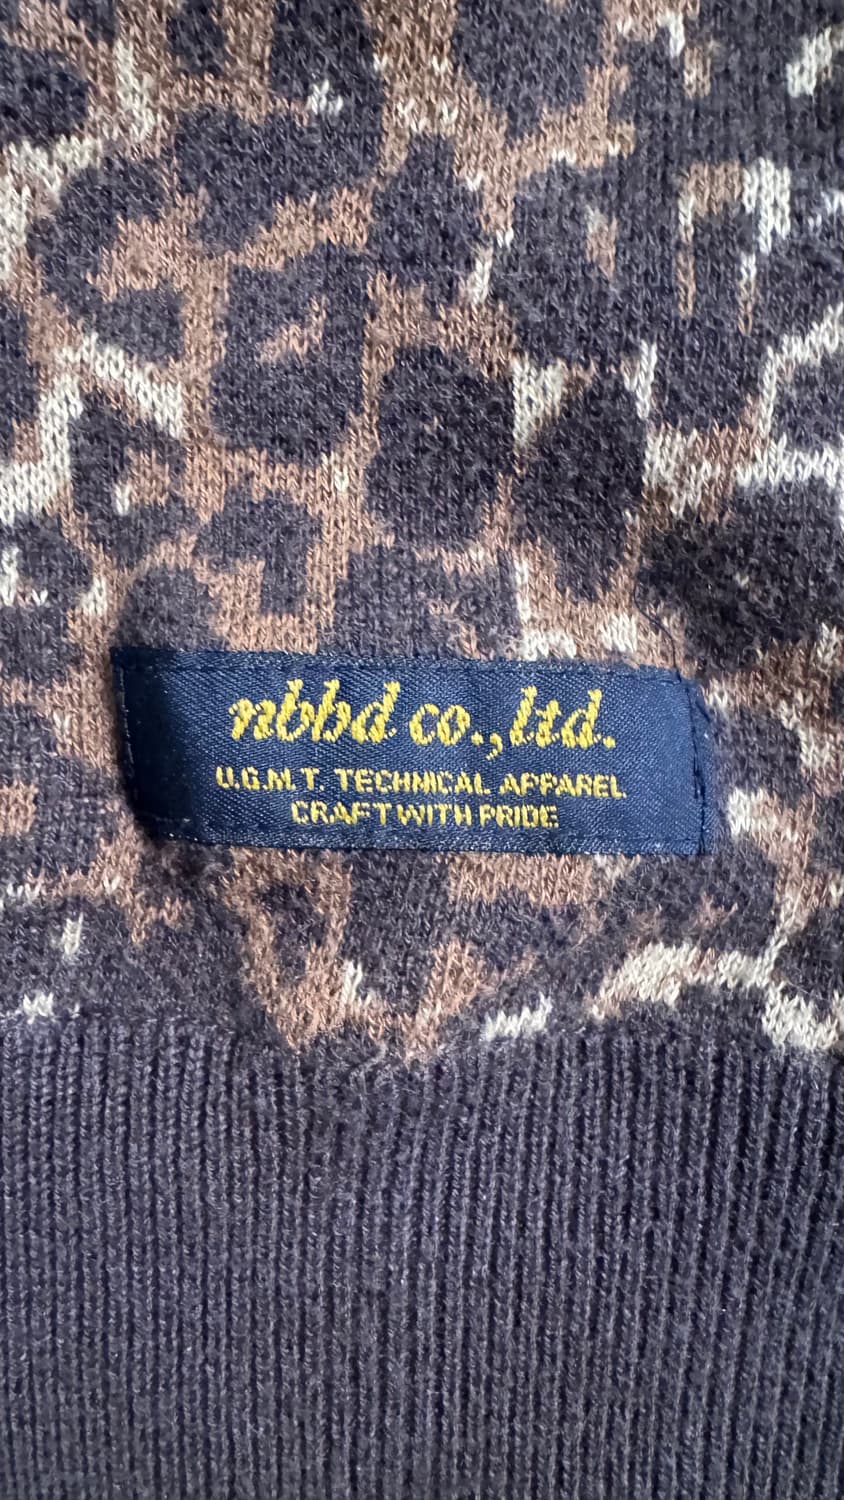 nbbd co., ltd.
U.G.M.T. TECHNICAL APPAREL
CRAFT WITH PRIDE